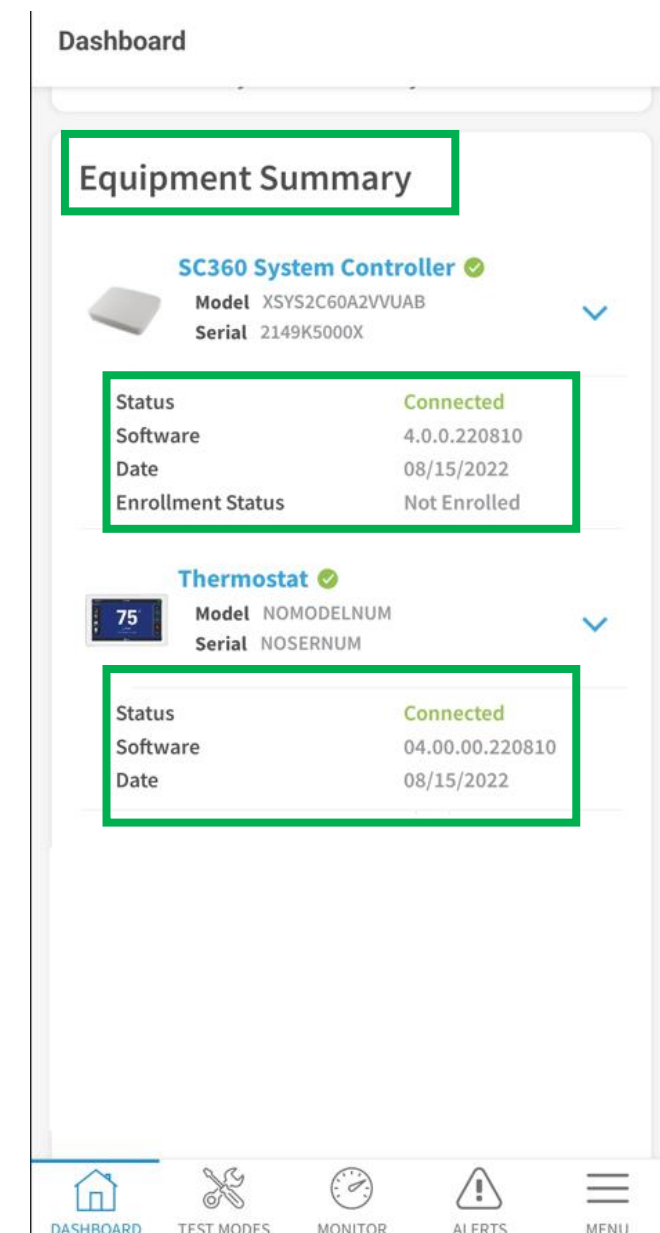 Dashboard
Equipment Summary
SC360 System Controller
Model XSYS2C60A2VVUAB
Serial 2149K5000X
Status Connected
Software 4.0.0.220810
Date 08/15/2022
Enrollment Status Not Enrolled
Thermostat
75
Model NOMODELNUM
Serial NOSERNUM
Status Connected
Software 04.00.00.220810
Date 08/15/2022
DASHBOARD TEST MODES MONITOR ALERTS MENU